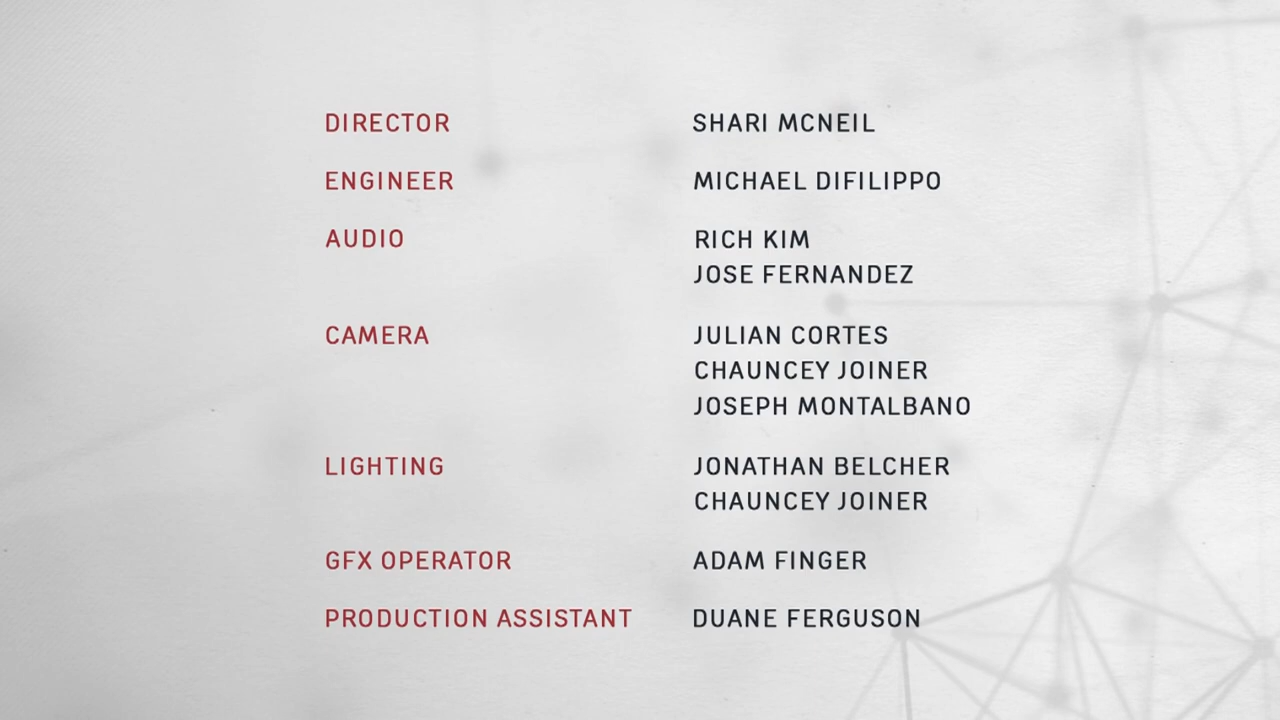 DIRECTOR SHARI MCNEIL
ENGINEER MICHAEL DIFILIPPO
AUDIO RICH KIM
JOSE FERNANDEZ
CAMERA JULIAN CORTES
CHAUNCEY JOINER
JOSEPH MONTALBANO
LIGHTING JONATHAN BELCHER
CHAUNCEY JOINER
GFX OPERATOR ADAM FINGER
PRODUCTION ASSISTANT DUANE FERGUSON